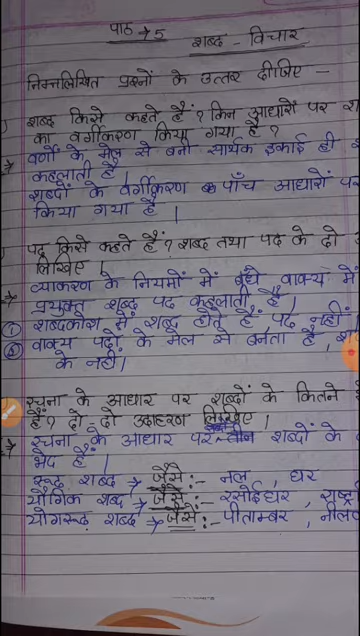 पाठ → 5
शब्द - विचार
निम्नलिखित प्रश्नों के उत्तर दीजिए -
शब्द किसे कहते हैं ? किन आधारों पर
का वर्गीकरण किया गया है ?
वर्णों के मेल से बनी सार्थक इकाई ही
कहलाती है।
शब्दों के वर्गीकरण पाँच आधारों पर
किया गया है।
पद किसे कहते हैं ? शब्द तथा पद के दो
लिखिए।
व्याकरण के नियमों में बँधे वाक्य में
प्रयुक्त शब्द पद कहलाती है।
① शब्दकोश में शब्द होते हैं पद नहीं।
② वाक्य पदों के मेल से बनता है,
के नहीं।
रचना के आधार पर शब्दों के कितने
हैं ? दो दो उदाहरण लिखिए।
→ रचना के आधार पर तीन शब्दों के
भेद हैं।
रूढ़ शब्द → जैसे :- नल, घर
यौगिक शब्द → जैसे :- रसोईघर,
योगरूढ़ शब्द → जैसे :- पीताम्बर,